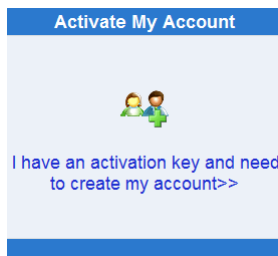 Activate My Account
I have an activation key and need
to create my account>>